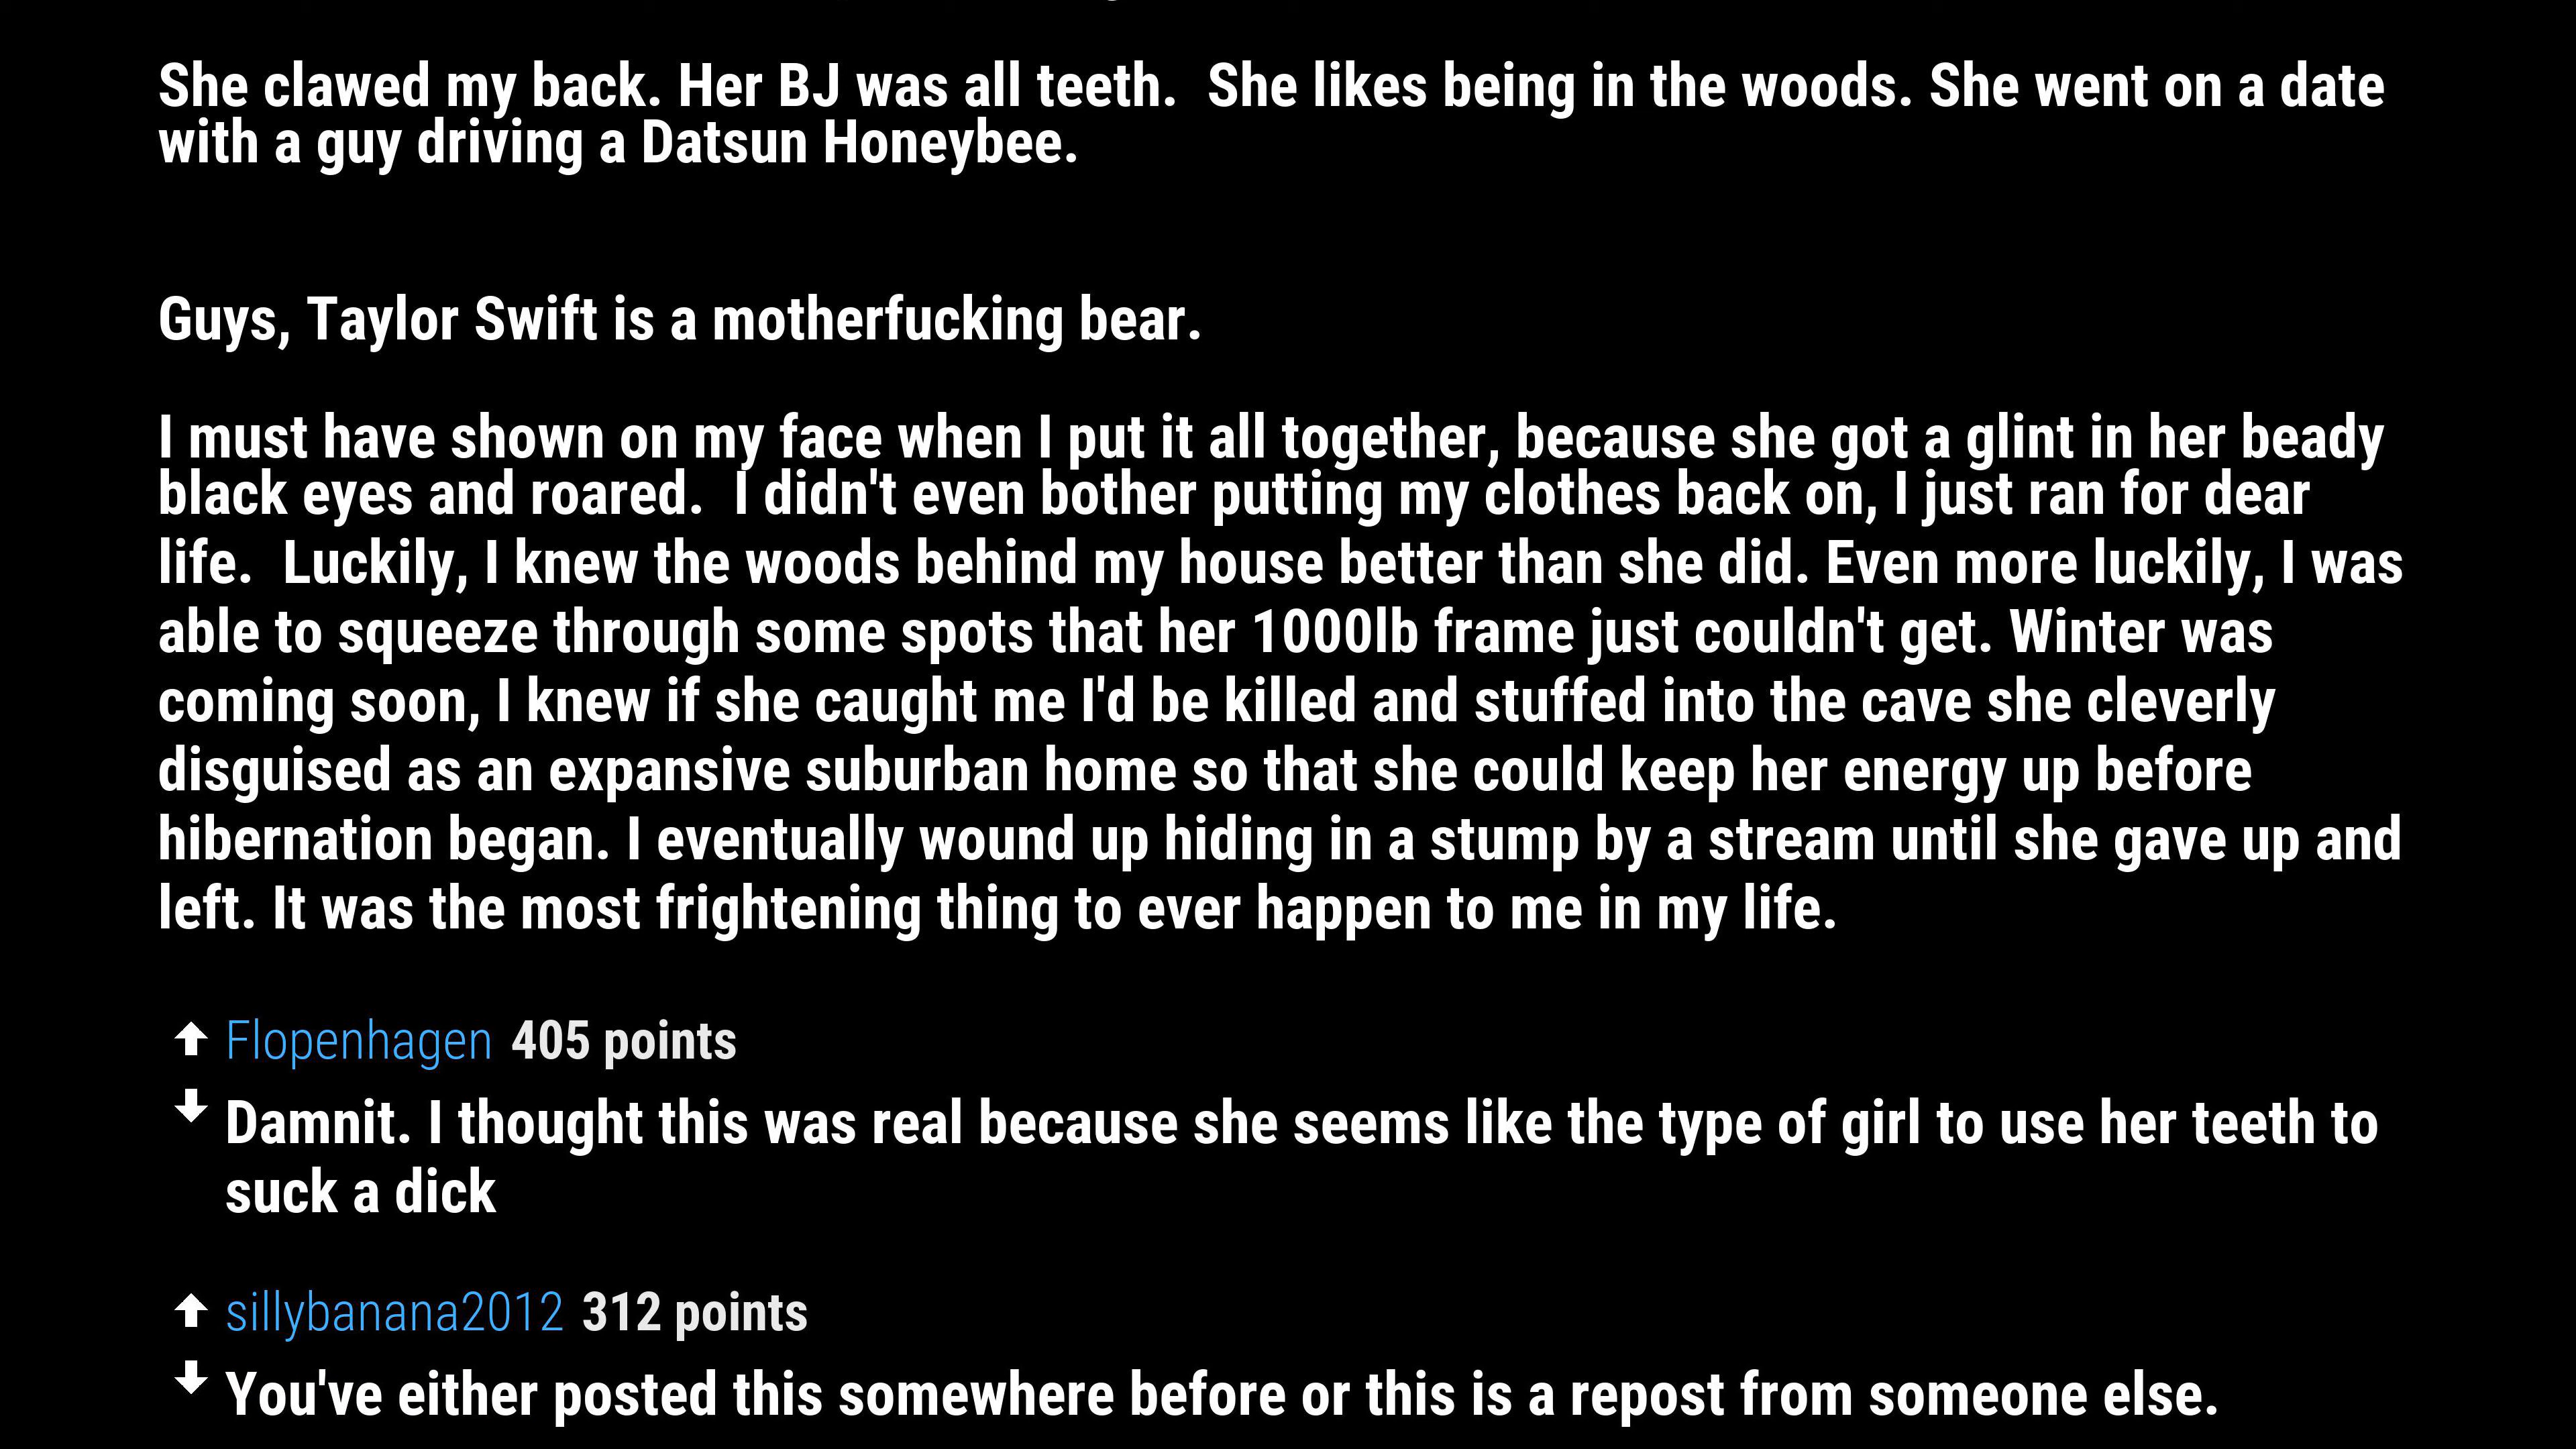 She clawed my back. Her BJ was all teeth.  She likes being in the woods. She went on a date
with a guy driving a Datsun Honeybee.
Guys, Taylor Swift is a motherfucking bear.
I must have shown on my face when I put it all together, because she got a glint in her beady
black eyes and roared.  I didn't even bother putting my clothes back on, I just ran for dear
life.  Luckily, I knew the woods behind my house better than she did. Even more luckily, I was
able to squeeze through some spots that her 1000lb frame just couldn't get. Winter was
coming soon, I knew if she caught me I'd be killed and stuffed into the cave she cleverly
disguised as an expansive suburban home so that she could keep her energy up before
hibernation began. I eventually wound up hiding in a stump by a stream until she gave up and
left. It was the most frightening thing to ever happen to me in my life.
Flopenhagen 405 points
Damnit. I thought this was real because she seems like the type of girl to use her teeth to
suck a dick
sillybanana2012 312 points
You've either posted this somewhere before or this is a repost from someone else.